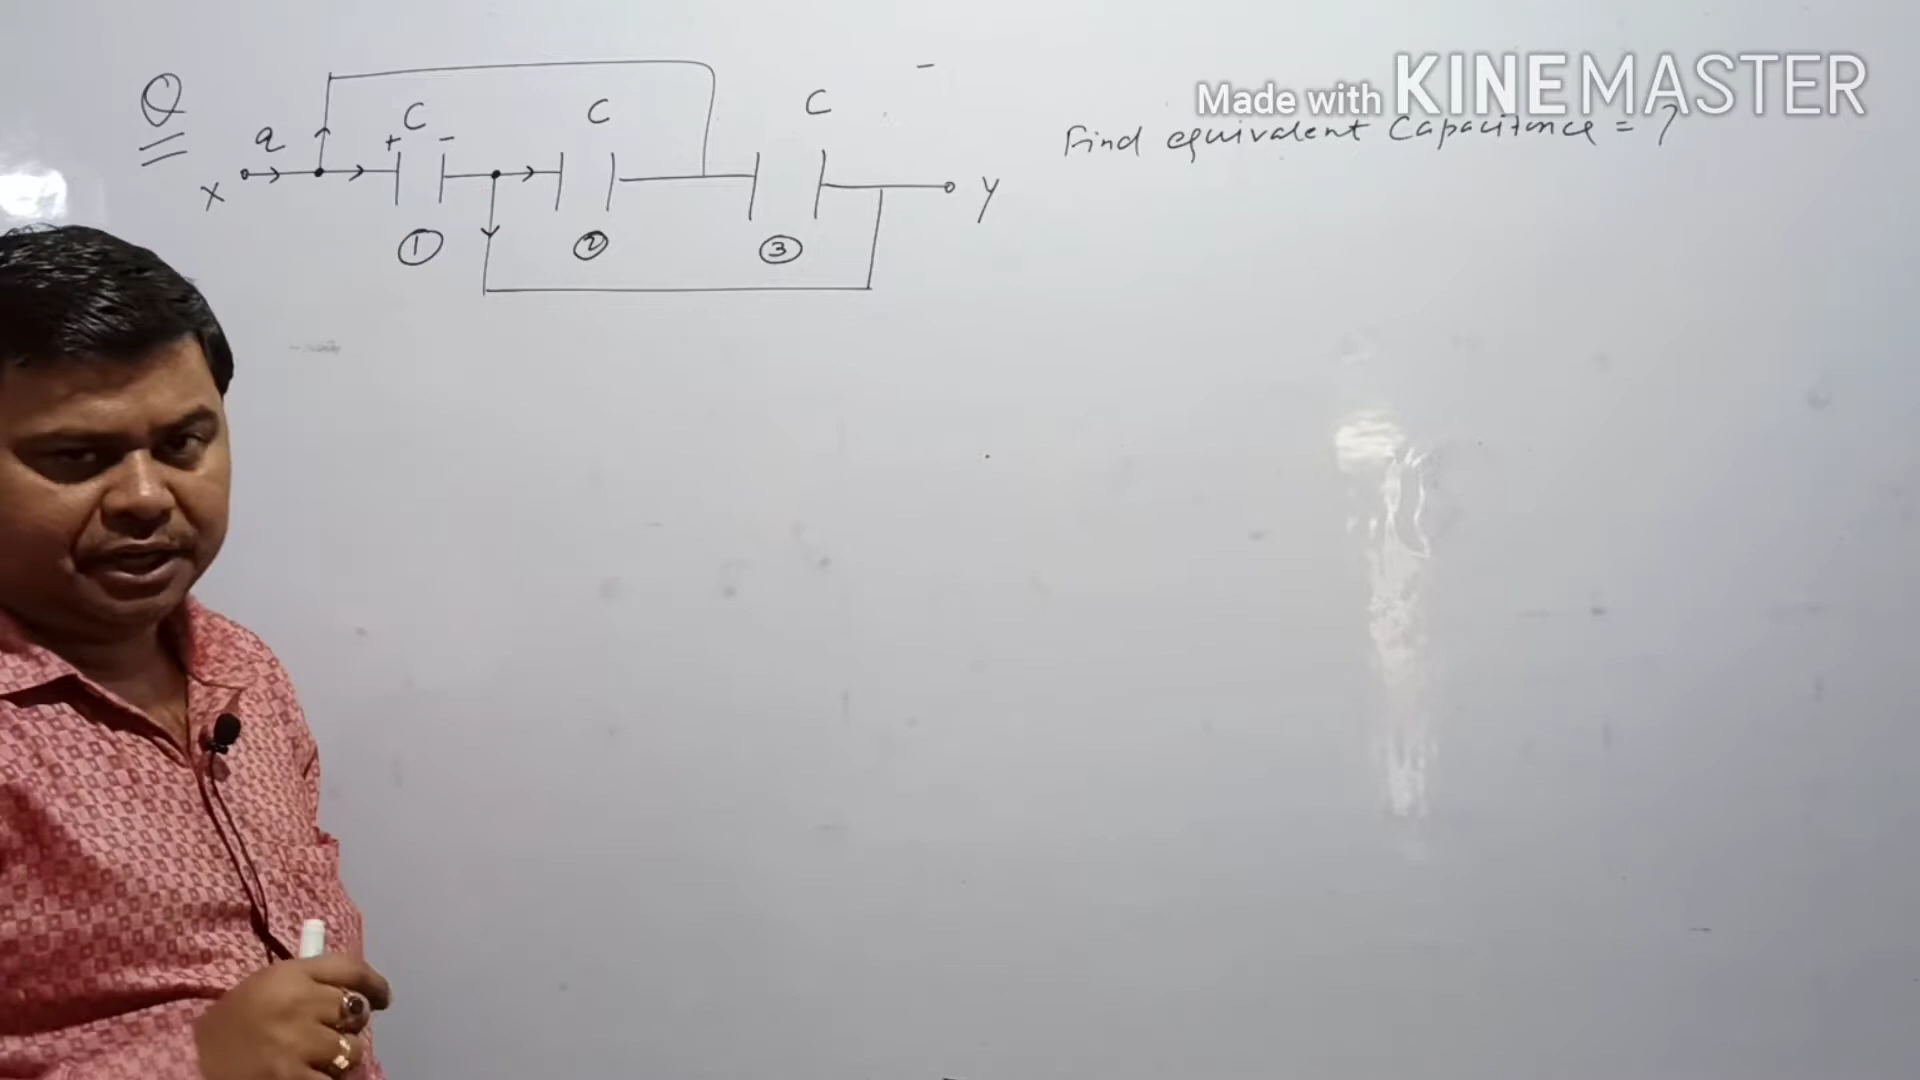 Made with KINEMASTER
Q
C C C
q + -
Find equivalent Capacitance = ?
X Y
① ② ③